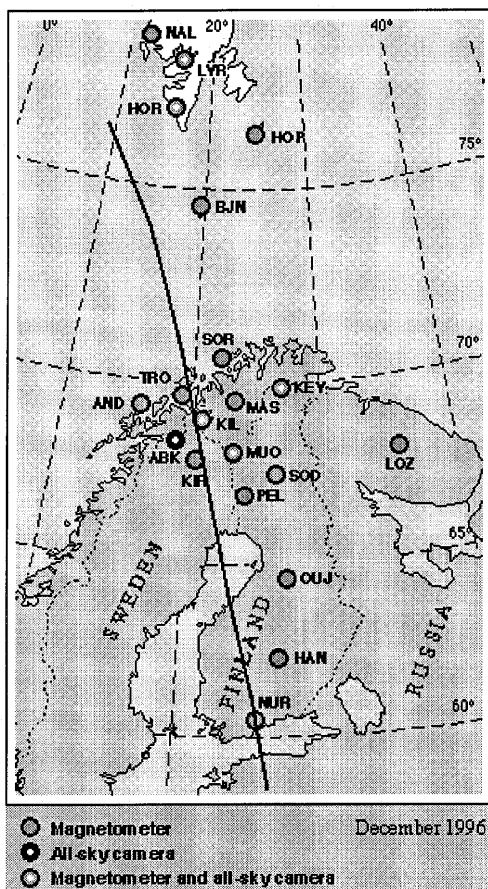 0° 20° 40°
NAL
LYR
HOR
HOP
75°
BJN
SOR
70°
TRO
KEY
AND
MAS
KIL
ABK
MUO
LOZ
KIR
SOD
PEL
65°
OUJ
SWEDEN
FINLAND
RUSSIA
HAN
NUR
60°
Magnetometer December 1996
All-sky camera
Magnetometer and all-sky camera